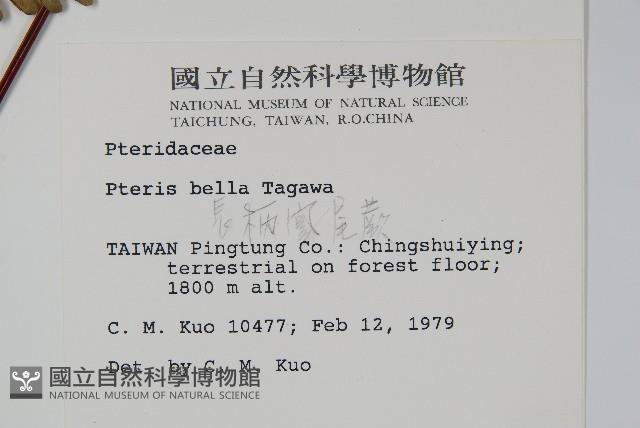 國立自然科學博物館
NATIONAL MUSEUM OF NATURAL SCIENCE
TAICHUNG, TAIWAN, R.O.CHINA
Pteridaceae
Pteris bella Tagawa
長柄鳳尾蕨
TAIWAN Pingtung Co.: Chingshuiying;
terrestrial on forest floor;
1800 m alt.
C. M. Kuo 10477; Feb 12, 1979
Det. by C. M. Kuo
國立自然科學博物館
NATIONAL MUSEUM OF NATURAL SCIENCE